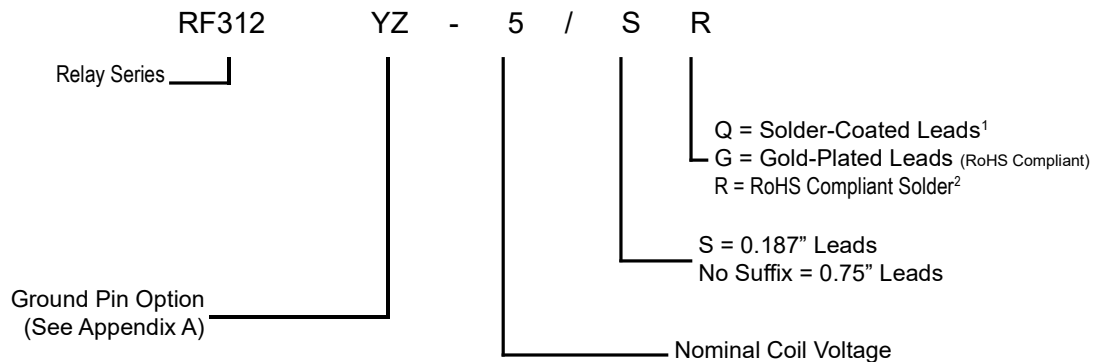 RF312 YZ - 5 / S R
Relay Series
Q = Solder-Coated Leads¹
G = Gold-Plated Leads (RoHS Compliant)
R = RoHS Compliant Solder²
S = 0.187” Leads
No Suffix = 0.75” Leads
Ground Pin Option
(See Appendix A)
Nominal Coil Voltage